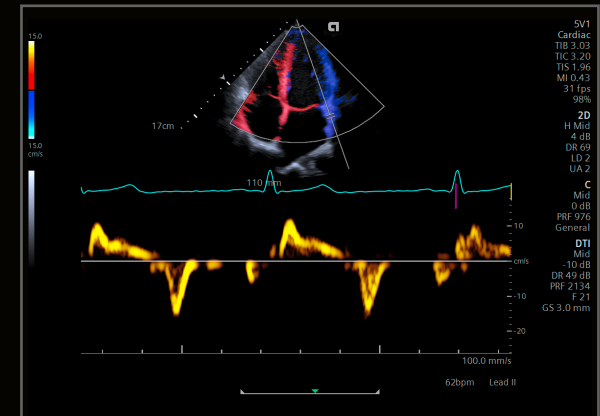 15.0
15.0
cm/s
a
17cm
110 mm
5V1
Cardiac
TIB 3.03
TIC 3.20
TIS 1.96
MI 0.43
31 fps
98%
2D
H Mid
4 dB
DR 69
LD 2
UA 2
C
Mid
0 dB
PRF 976
General
DTI
Mid
-10 dB
DR 49 dB
PRF 2134
F 21
GS 3.0 mm
10
cm/s
-10
-20
100.0 mm/s
62bpm Lead II